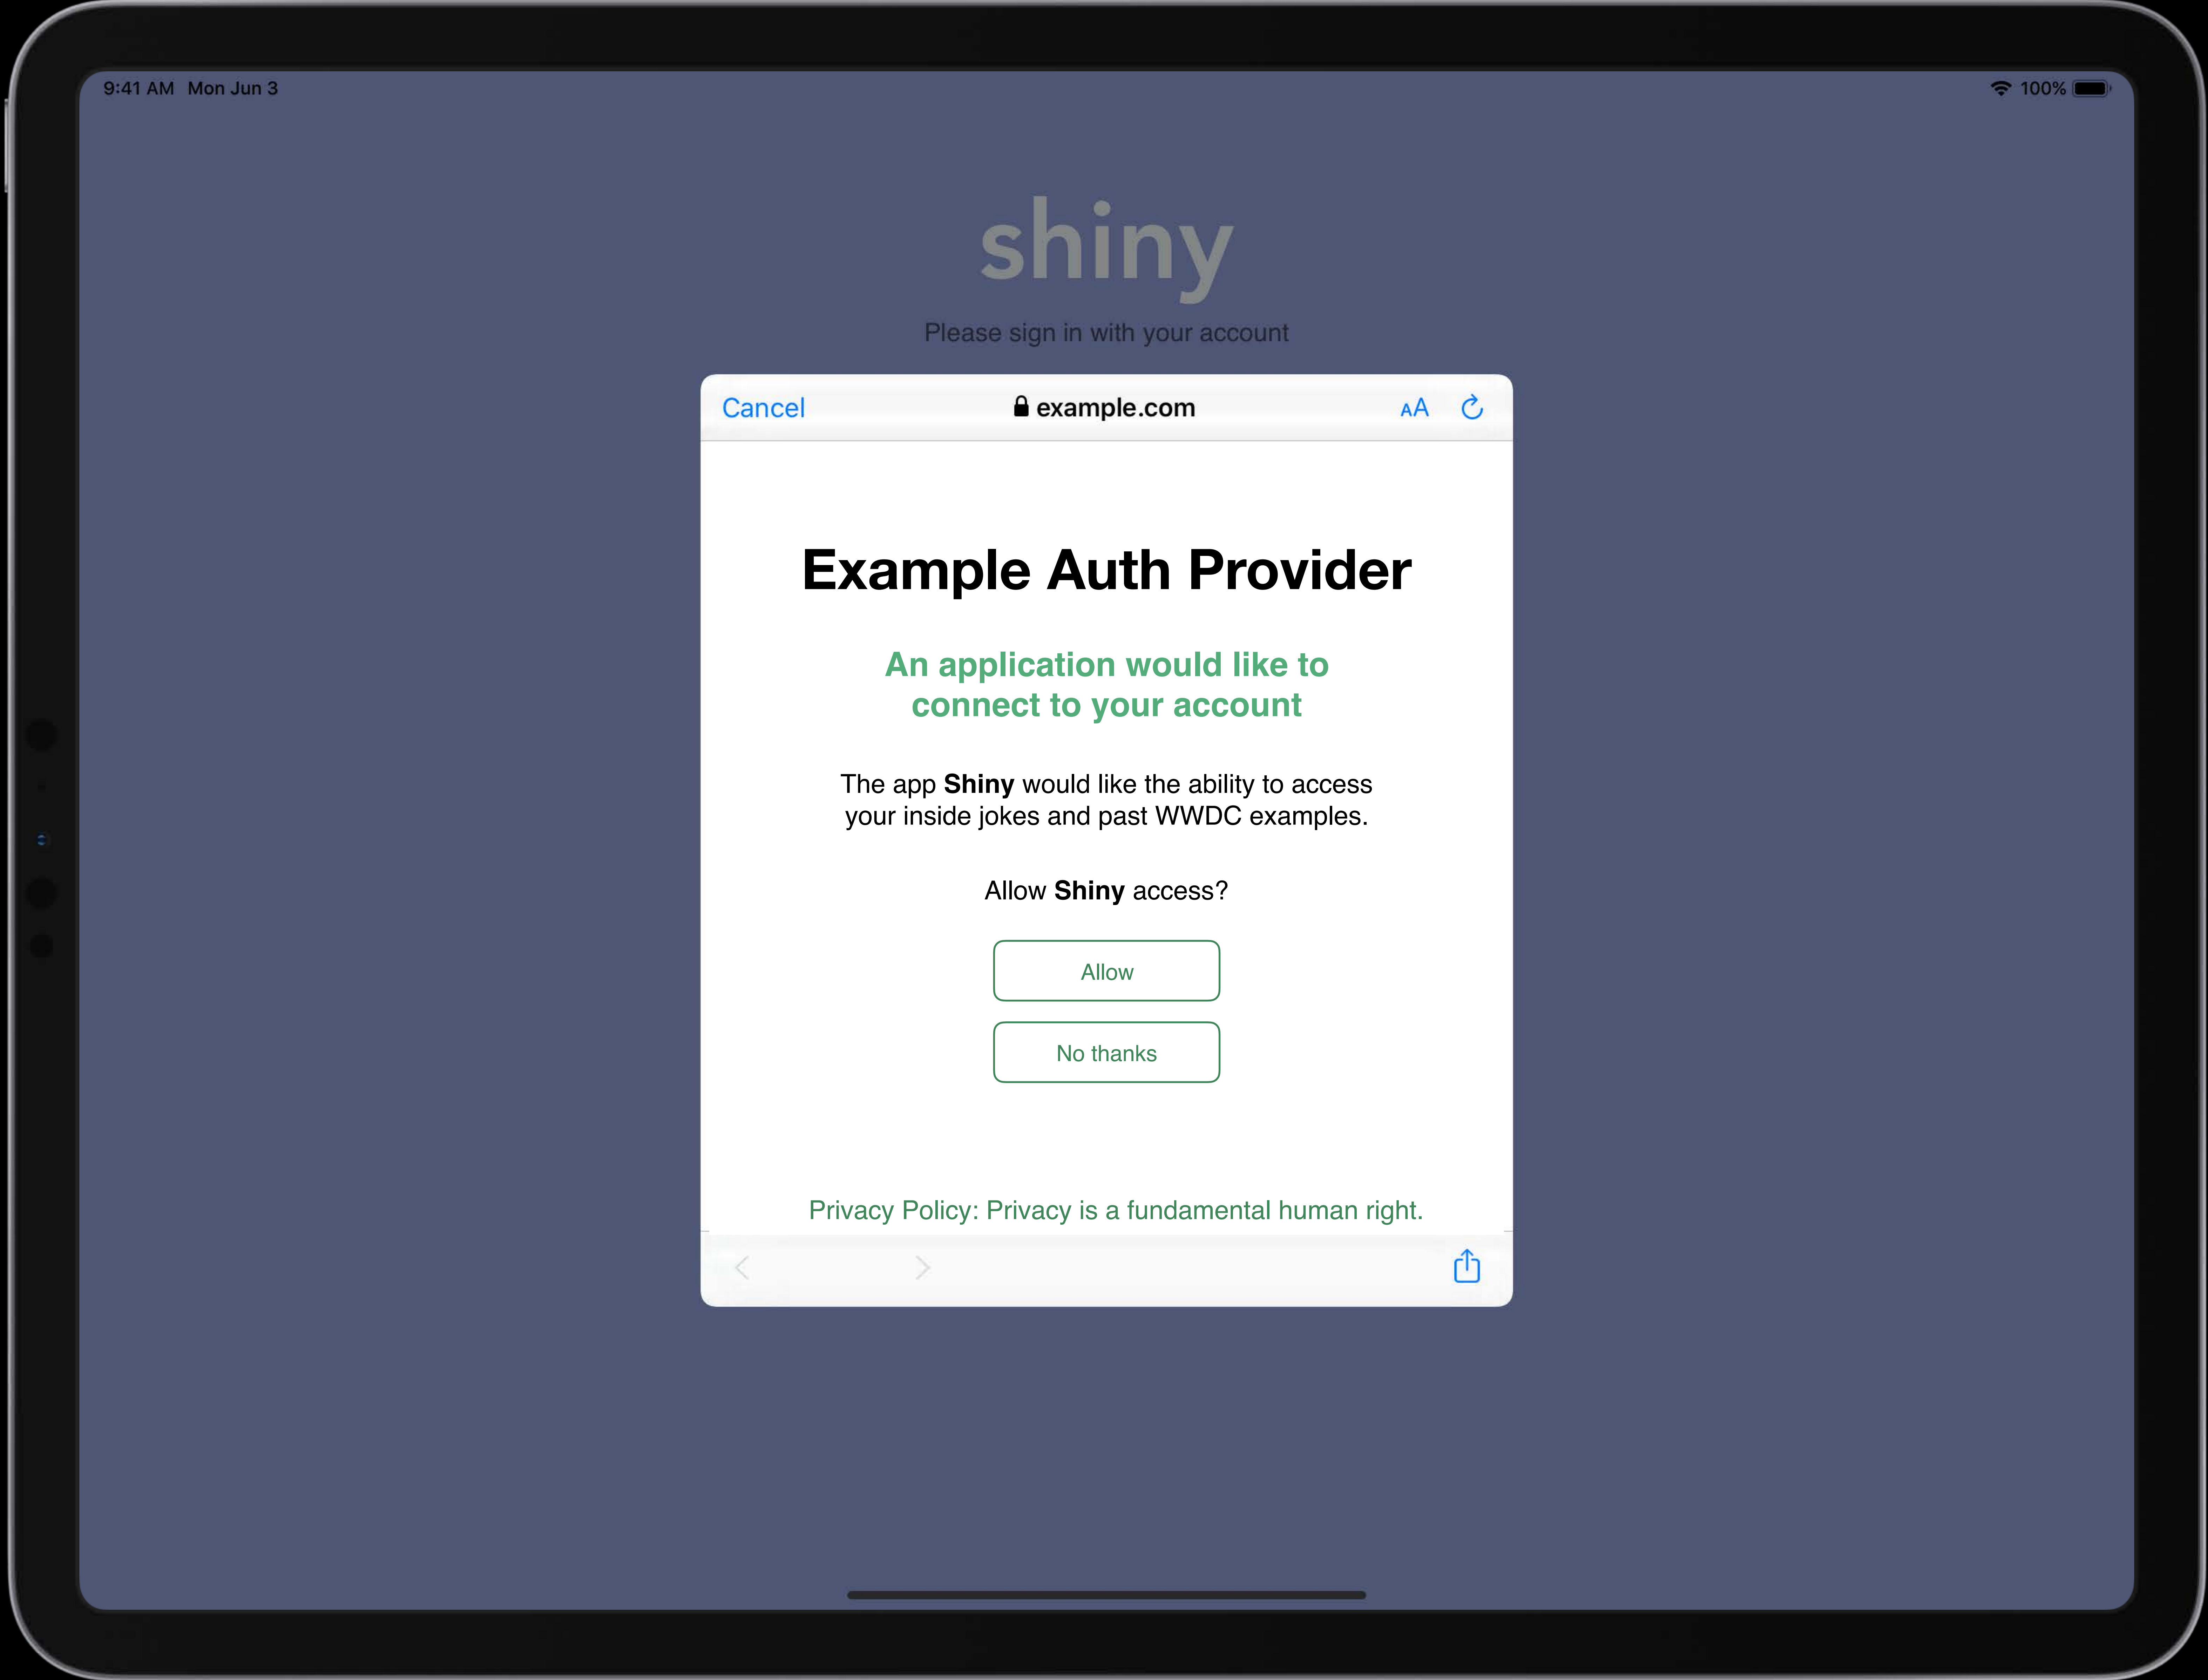 9:41 AM Mon Jun 3
100%
shiny
Please sign in with your account
Cancel
example.com
AA
Example Auth Provider
An application would like to
connect to your account
The app Shiny would like the ability to access
your inside jokes and past WWDC examples.
Allow Shiny access?
Allow
No thanks
Privacy Policy: Privacy is a fundamental human right.